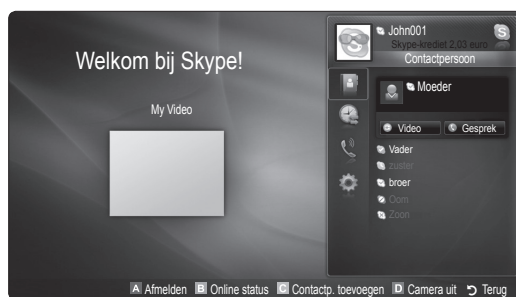 Welkom bij Skype!
My Video
John001
Skype-krediet 2,03 euro
Contactpersoon
Moeder
Video Gesprek
Vader
zuster
broer
Oom
Zoon
A Afmelden B Online status C Contactp. toevoegen D Camera uit Terug